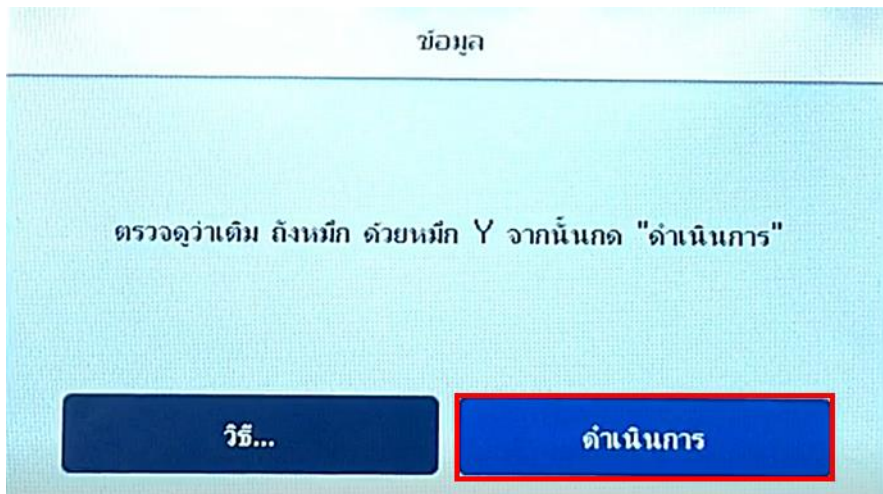 ข้อมูล
ตรวจดูว่าเติม ถังหมึก ด้วยหมึก Y จากนั้นกด "ดำเนินการ"
วิธี...
ดำเนินการ